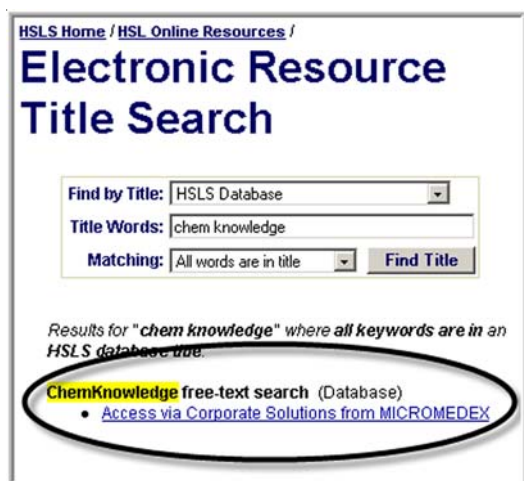 HSLS Home / HSL Online Resources /
Electronic Resource
Title Search
Find by Title: HSLS Database
Title Words: chem knowledge
Matching: All words are in title Find Title
Results for "chem knowledge" where all keywords are in an
HSLS database title.
ChemKnowledge free-text search (Database)
• Access via Corporate Solutions from MICROMEDEX